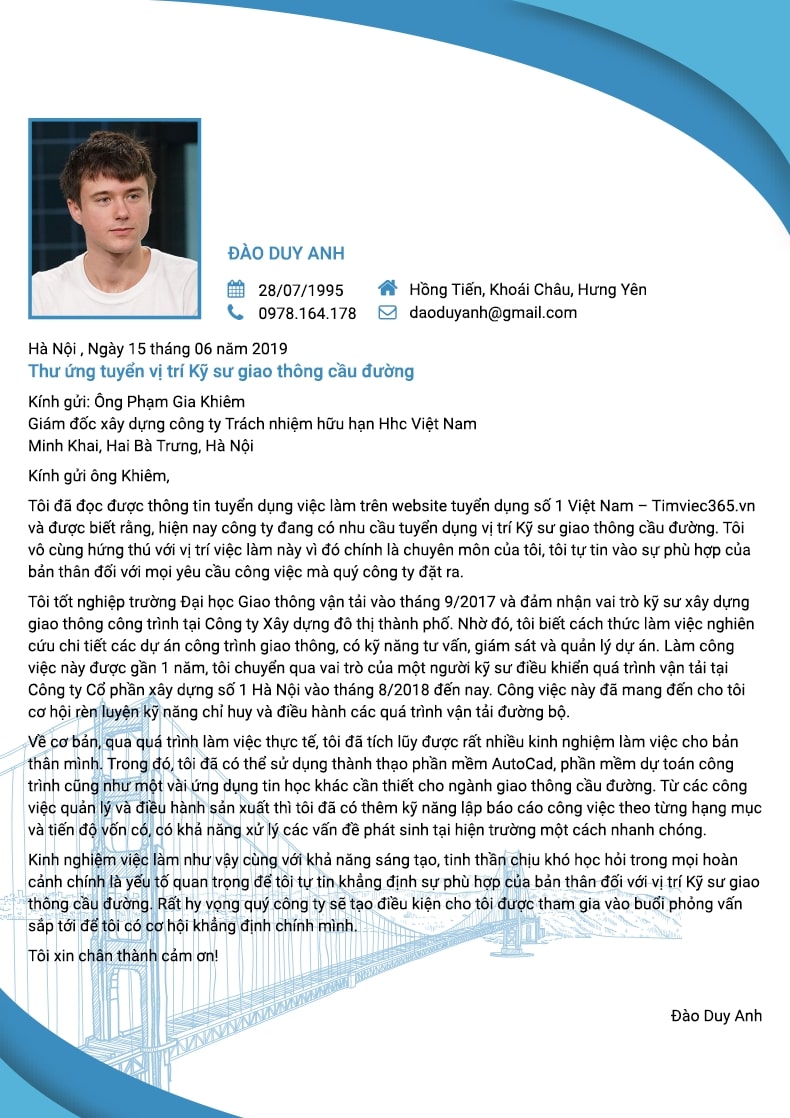 ĐÀO DUY ANH
28/07/1995
Hồng Tiến, Khoái Châu, Hưng Yên
0978.164.178
daoduyanh@gmail.com
Hà Nội , Ngày 15 tháng 06 năm 2019
Thư ứng tuyển vị trí Kỹ sư giao thông cầu đường
Kính gửi: Ông Phạm Gia Khiêm
Giám đốc xây dựng công ty Trách nhiệm hữu hạn Hhc Việt Nam
Minh Khai, Hai Bà Trưng, Hà Nội
Kính gửi ông Khiêm,
Tôi đã đọc được thông tin tuyển dụng việc làm trên website tuyển dụng số 1 Việt Nam – Timviec365.vn
và được biết rằng, hiện nay công ty đang có nhu cầu tuyển dụng vị trí Kỹ sư giao thông cầu đường. Tôi
vô cùng hứng thú với vị trí việc làm này vì đó chính là chuyên môn của tôi, tôi tự tin vào sự phù hợp của
bản thân đối với mọi yêu cầu công việc mà quý công ty đặt ra.
Tôi tốt nghiệp trường Đại học Giao thông vận tải vào tháng 9/2017 và đảm nhận vai trò kỹ sư xây dựng
giao thông công trình tại Công ty Xây dựng đô thị thành phố. Nhờ đó, tôi biết cách thức làm việc nghiên
cứu chi tiết các dự án công trình giao thông, có kỹ năng tư vấn, giám sát và quản lý dự án. Làm công
việc này được gần 1 năm, tôi chuyển qua vai trò của một người kỹ sư điều khiển quá trình vận tải tại
Công ty Cổ phần xây dựng số 1 Hà Nội vào tháng 8/2018 đến nay. Công việc này đã mang đến cho tôi
cơ hội rèn luyện kỹ năng chỉ huy và điều hành các quá trình vận tải đường bộ.
Về cơ bản, qua quá trình làm việc thực tế, tôi đã tích lũy được rất nhiều kinh nghiệm làm việc cho bản
thân mình. Trong đó, tôi đã có thể sử dụng thành thạo phần mềm AutoCad, phần mềm dự toán công
trình cũng như một vài ứng dụng tin học khác cần thiết cho ngành giao thông cầu đường. Từ các công
việc quản lý và điều hành sản xuất thì tôi đã có thêm kỹ năng lập báo cáo công việc theo từng hạng mục
và tiến độ vốn có, có khả năng xử lý các vấn đề phát sinh tại hiện trường một cách nhanh chóng.
Kinh nghiệm việc làm như vậy cùng với khả năng sáng tạo, tinh thần chịu khó học hỏi trong mọi hoàn
cảnh chính là yếu tố quan trọng để tôi tự tin khẳng định sự phù hợp của bản thân đối với vị trí Kỹ sư giao
thông cầu đường. Rất hy vọng quý công ty sẽ tạo điều kiện cho tôi được tham gia vào buổi phỏng vấn
sắp tới để tôi có cơ hội khẳng định chính mình.
Tôi xin chân thành cảm ơn!
Đào Duy Anh